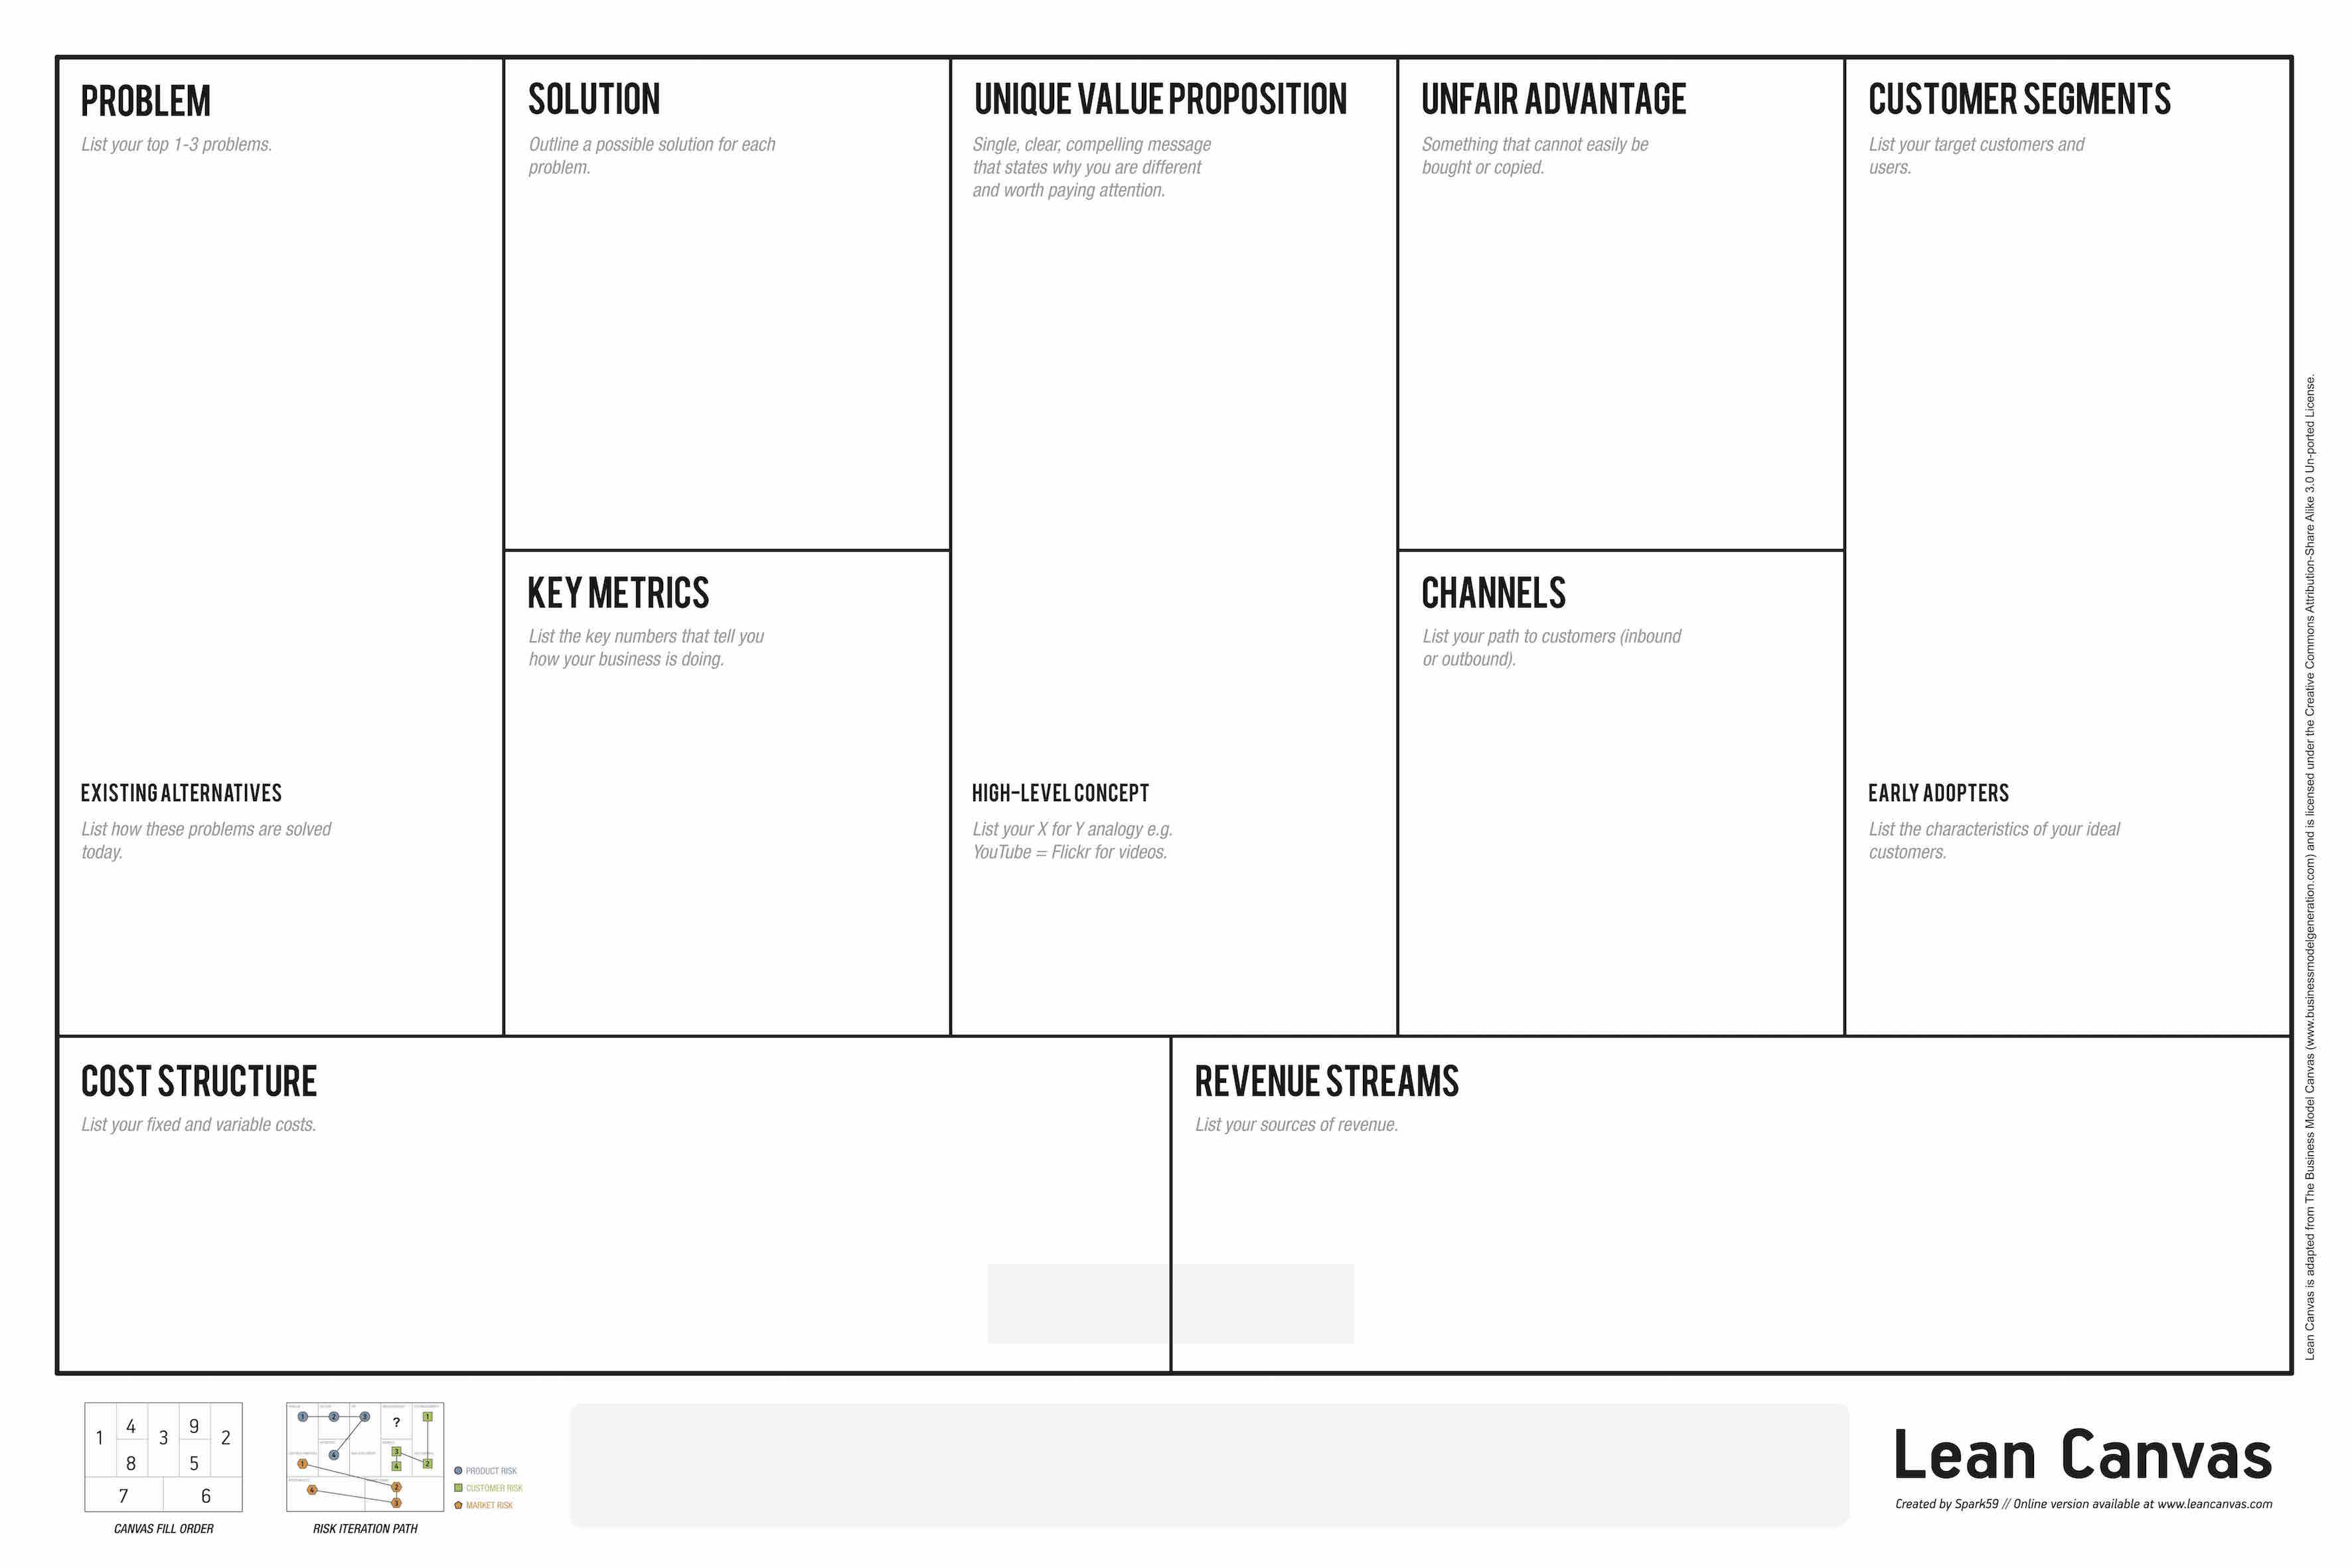 PROBLEM
List your top 1-3 problems.
EXISTING ALTERNATIVES
List how these problems are solved
today.
SOLUTION
Outline a possible solution for each
problem.
KEY METRICS
List the key numbers that tell you
how your business is doing.
UNIQUE VALUE PROPOSITION
Single, clear, compelling message
that states why you are different
and worth paying attention.
HIGH-LEVEL CONCEPT
List your X for Y analogy e.g.
YouTube = Flickr for videos.
UNFAIR ADVANTAGE
Something that cannot easily be
bought or copied.
CHANNELS
List your path to customers (inbound
or outbound).
CUSTOMER SEGMENTS
List your target customers and
users.
EARLY ADOPTERS
List the characteristics of your ideal
customers.
COST STRUCTURE
List your fixed and variable costs.
REVENUE STREAMS
List your sources of revenue.
Lean Canvas is adapted from The Business Model Canvas (www.businessmodelgeneration.com) and is licensed under the Creative Commons Attribution-Share Alike 3.0 Un-ported License.
1 4 3 9 2
8 5
7 6
CANVAS FILL ORDER
1 2 3 ? 1
4 3
1 4 2
4 2
3
RISK ITERATION PATH
PRODUCT RISK
CUSTOMER RISK
MARKET RISK
Lean Canvas
Created by Spark59 // Online version available at www.leancanvas.com